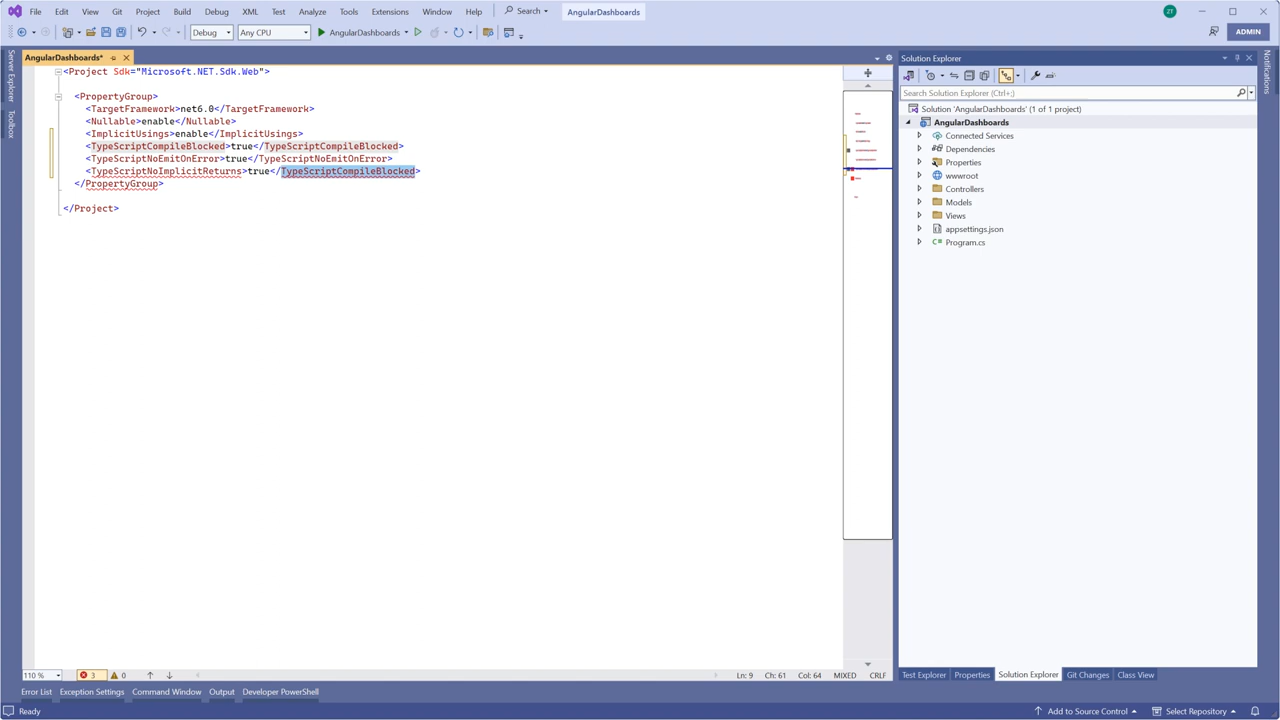 File Edit View Git Project Build Debug XML Test Analyze Tools Extensions Window Help Search AngularDashboards ZT
Debug Any CPU AngularDashboards ADMIN
AngularDashboards*
<Project Sdk="Microsoft.NET.Sdk.Web">
<PropertyGroup>
<TargetFramework>net6.0</TargetFramework>
<Nullable>enable</Nullable>
<ImplicitUsings>enable</ImplicitUsings>
<TypeScriptCompileBlocked>true</TypeScriptCompileBlocked>
<TypeScriptNoEmitOnError>true</TypeScriptNoEmitOnError>
<TypeScriptNoImplicitReturns>true</TypeScriptCompileBlocked>
</PropertyGroup>
</Project>
Server Explorer
Toolbox
Solution Explorer
Search Solution Explorer (Ctrl+;)
Solution 'AngularDashboards' (1 of 1 project)
AngularDashboards
Connected Services
Dependencies
Properties
wwwroot
Controllers
Models
Views
appsettings.json
C# Program.cs
Notifications
110 % 3 0 Ln: 9 Ch: 61 Col: 64 MIXED CRLF
Test Explorer Properties Solution Explorer Git Changes Class View
Error List Exception Settings Command Window Output Developer PowerShell
Ready Add to Source Control Select Repository